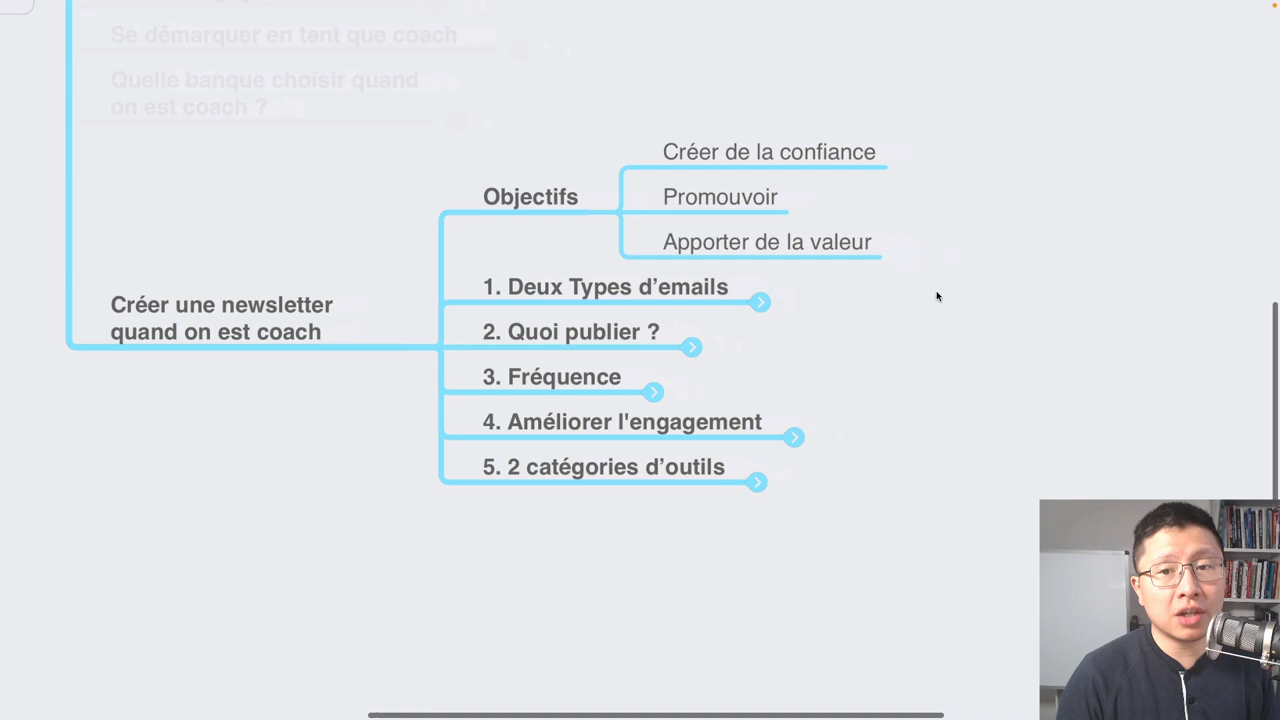 Se démarquer en tant que coach
Quelle banque choisir quand
on est coach ?
Créer de la confiance
Objectifs
Promouvoir
Apporter de la valeur
1. Deux Types d’emails
Créer une newsletter
quand on est coach
2. Quoi publier ?
3. Fréquence
4. Améliorer l'engagement
5. 2 catégories d’outils